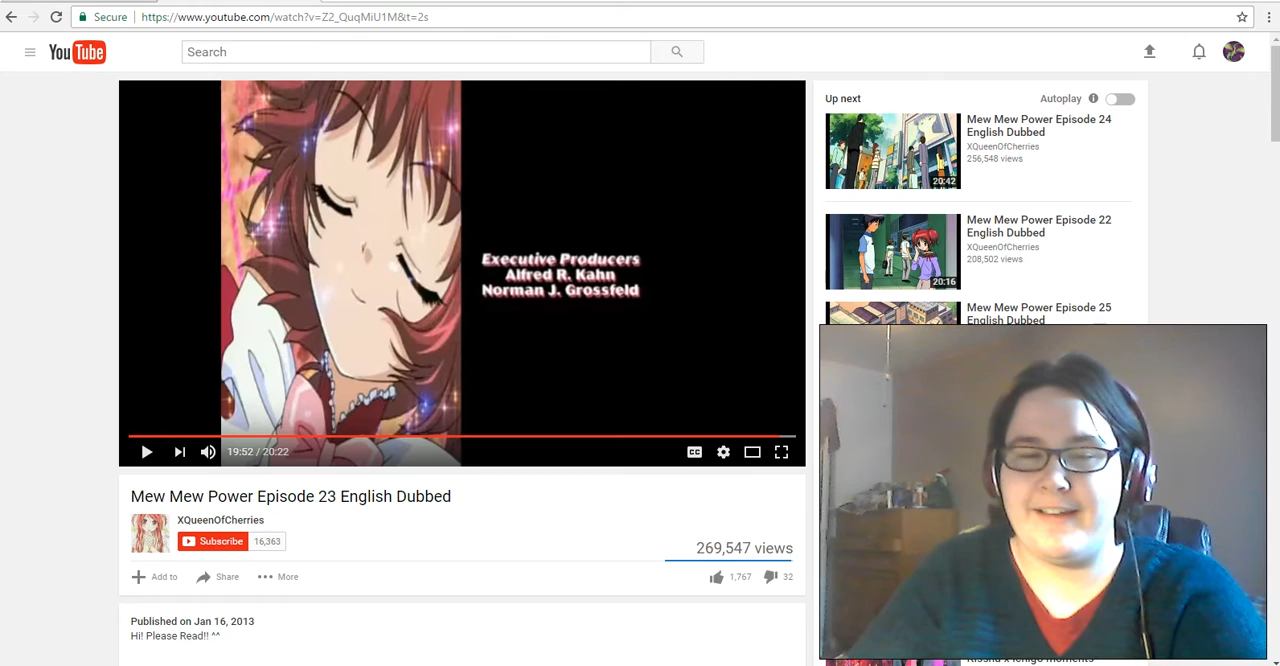 Secure
https://www.youtube.com/watch?v=Z2_QuqMiU1M&t=2s
YouTube
Search
Executive Producers
Alfred R. Kahn
Norman J. Grossfeld
19:52 / 20:22
Mew Mew Power Episode 23 English Dubbed
XQueenOfCherries
Subscribe 16,363
269,547 views
Add to Share More 1,767 32
Published on Jan 16, 2013
Hi! Please Read!! ^^
Up next Autoplay
Mew Mew Power Episode 24
English Dubbed
XQueenOfCherries
256,548 views
20:42
Mew Mew Power Episode 22
English Dubbed
XQueenOfCherries
208,502 views
20:16
Mew Mew Power Episode 25
English Dubbed
Kisshu x Ichigo moments